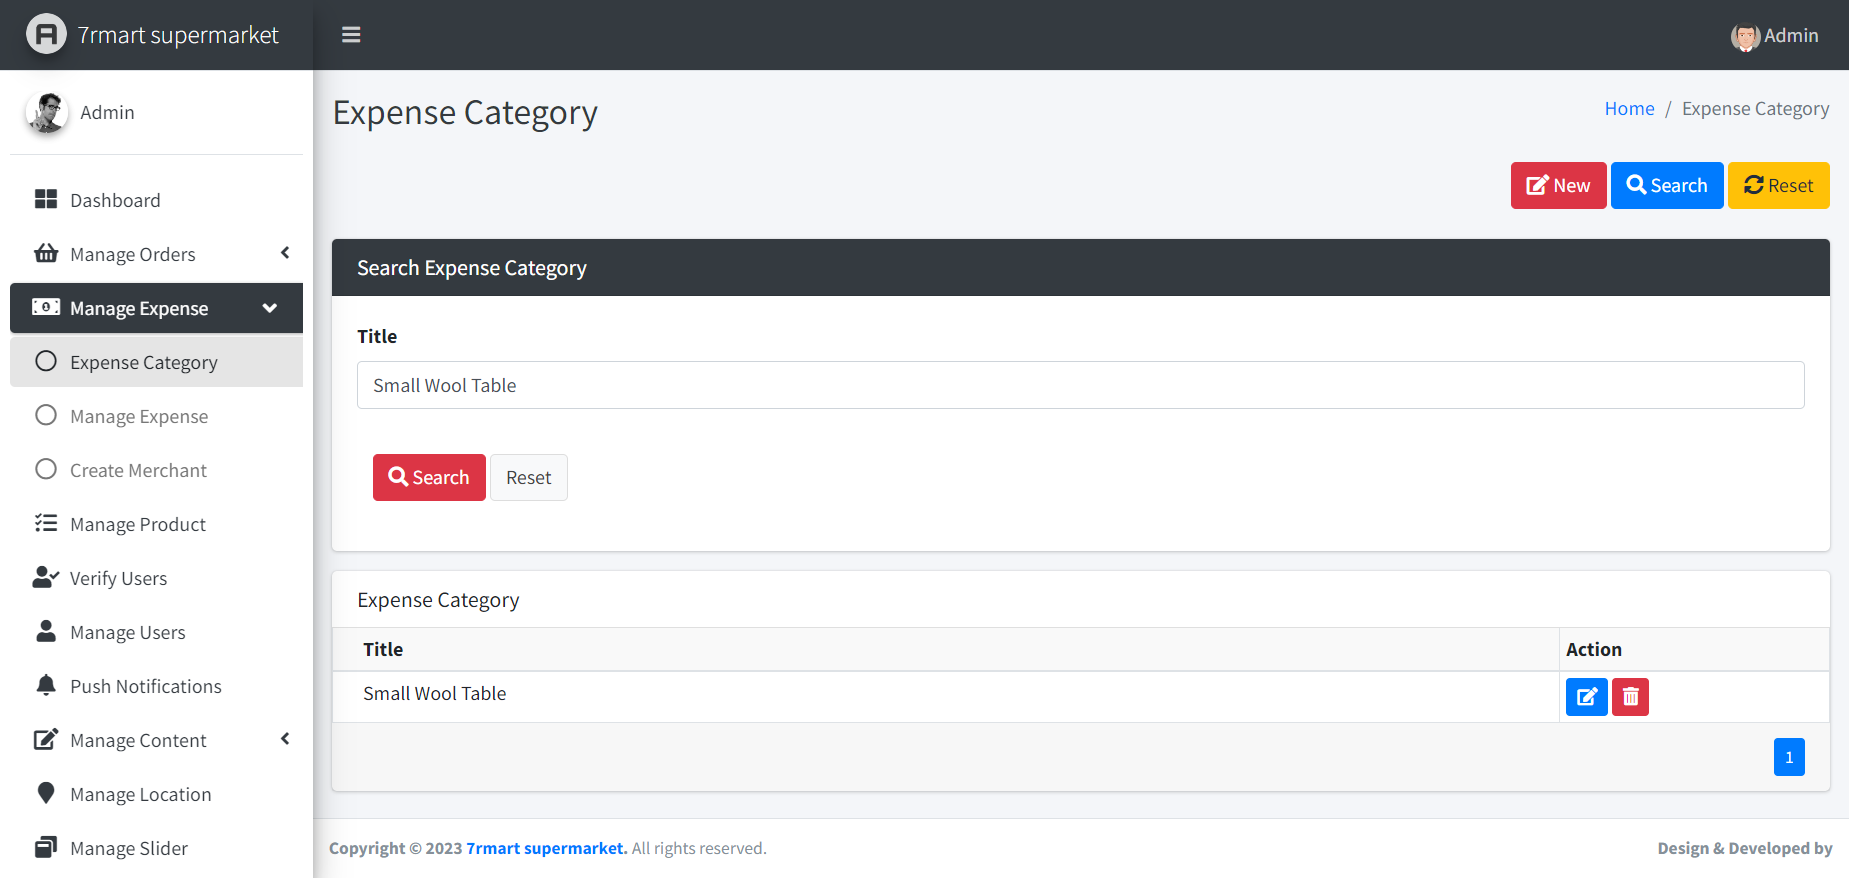 7rmart supermarket
Admin
Admin
Expense Category
Home / Expense Category
New Search Reset
Dashboard
Manage Orders
Manage Expense
Expense Category
Manage Expense
Create Merchant
Manage Product
Verify Users
Manage Users
Push Notifications
Manage Content
Manage Location
Manage Slider
Search Expense Category
Title
Small Wool Table
Search Reset
Expense Category
Title Action
Small Wool Table
1
Copyright © 2023 7rmart supermarket. All rights reserved.
Design & Developed by